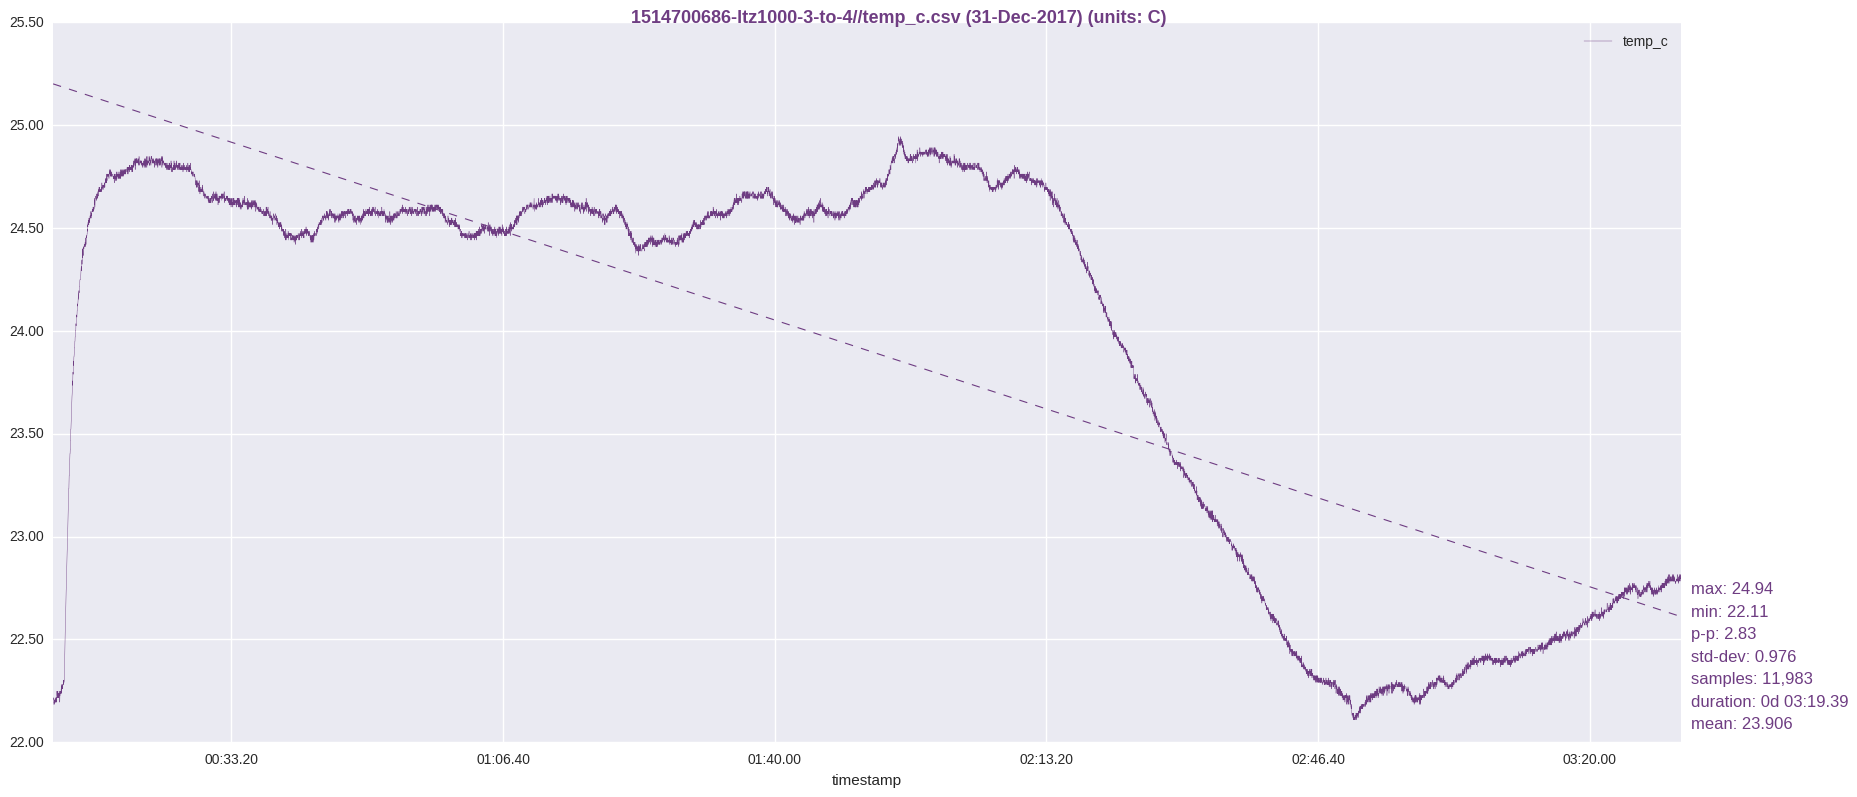 1514700686-ltz1000-3-to-4//temp_c.csv (31-Dec-2017) (units: C)
temp_c
25.50
25.00
24.50
24.00
23.50
23.00
22.50
22.00
max: 24.94
min: 22.11
p-p: 2.83
std-dev: 0.976
samples: 11,983
duration: 0d 03:19.39
mean: 23.906
00:33.20
01:06.40
01:40.00
02:13.20
02:46.40
03:20.00
timestamp